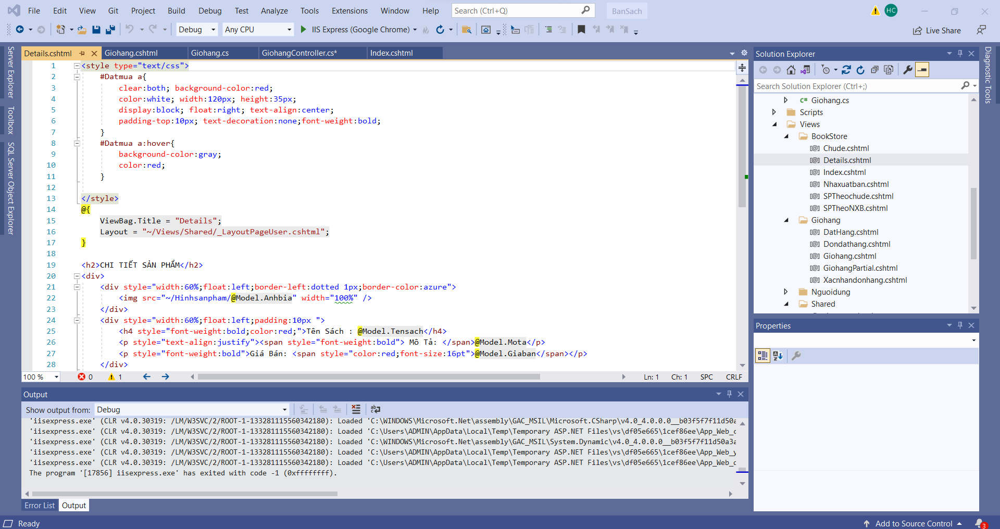 File Edit View Git Project Build Debug Test Analyze Tools Extensions Window Help Search (Ctrl+Q) BanSach HC
Debug Any CPU IIS Express (Google Chrome) Live Share
Server Explorer
Toolbox
SQL Server Object Explorer
Details.cshtml Giohang.cshtml Giohang.cs GiohangController.cs* Index.cshtml
1 <style type="text/css">
2 #Datmua a{
3 clear:both; background-color:red;
4 color:white; width:120px; height:35px;
5 display:block; float:right; text-align:center;
6 padding-top:10px; text-decoration:none;font-weight:bold;
7 }
8 #Datmua a:hover{
9 background-color:gray;
10 color:red;
11 }
12
13 </style>
14 @{
15 ViewBag.Title = "Details";
16 Layout = "~/Views/Shared/_LayoutPageUser.cshtml";
17 }
18
19 <h2>CHI TIẾT SẢN PHẨM</h2>
20 <div>
21 <div style="width:60%;float:left;border-left:dotted 1px;border-color:azure">
22 <img src="~/Hinhsanpham/@Model.Anhbia" width="100%" />
23 </div>
24 <div style="width:60%;float:left;padding:10px ">
25 <h4 style="font-weight:bold;color:red;">Tên Sách : @Model.Tensach</h4>
26 <p style="text-align:justify"><span style="font-weight:bold"> Mô Tả: </span>@Model.Mota</p>
27 <p style="font-weight:bold">Giá Bán: <span style="color:red;font-size:16pt">@Model.Giaban</span></p>
28 </div>
100 % 0 1 Ln: 1 Ch: 1 SPC CRLF
Output
Show output from: Debug
'iisexpress.exe' (CLR v4.0.30319: /LM/W3SVC/2/ROOT-1-133281115560342180): Loaded 'C:\WINDOWS\Microsoft.Net\assembly\GAC_MSIL\Microsoft.CSharp\v4.0_4.0.0.0__b03f5f7f11d50a
'iisexpress.exe' (CLR v4.0.30319: /LM/W3SVC/2/ROOT-1-133281115560342180): Loaded 'C:\Users\ADMIN\AppData\Local\Temp\Temporary ASP.NET Files\vs\df05e665\1cef86ee\App_Web_c
'iisexpress.exe' (CLR v4.0.30319: /LM/W3SVC/2/ROOT-1-133281115560342180): Loaded 'C:\WINDOWS\Microsoft.Net\assembly\GAC_MSIL\System.Dynamic\v4.0_4.0.0.0__b03f5f7f11d50a3a
'iisexpress.exe' (CLR v4.0.30319: /LM/W3SVC/2/ROOT-1-133281115560342180): Loaded 'C:\Users\ADMIN\AppData\Local\Temp\Temporary ASP.NET Files\vs\df05e665\1cef86ee\App_Web_y
'iisexpress.exe' (CLR v4.0.30319: /LM/W3SVC/2/ROOT-1-133281115560342180): Loaded 'C:\Users\ADMIN\AppData\Local\Temp\Temporary ASP.NET Files\vs\df05e665\1cef86ee\App_Web_c
The program '[17856] iisexpress.exe' has exited with code -1 (0xffffffff).
Error List Output
Solution Explorer
Search Solution Explorer (Ctrl+;)
C# Giohang.cs
Scripts
Views
BookStore
[@] Chude.cshtml
[@] Details.cshtml
[@] Index.cshtml
[@] Nhaxuatban.cshtml
[@] SPTheochude.cshtml
[@] SPTheoNXB.cshtml
Giohang
[@] DatHang.cshtml
[@] Dondathang.cshtml
[@] Giohang.cshtml
[@] GiohangPartial.cshtml
[@] Xacnhandonhang.cshtml
Nguoidung
Shared
Properties
Diagnostic Tools
Ready Add to Source Control 3